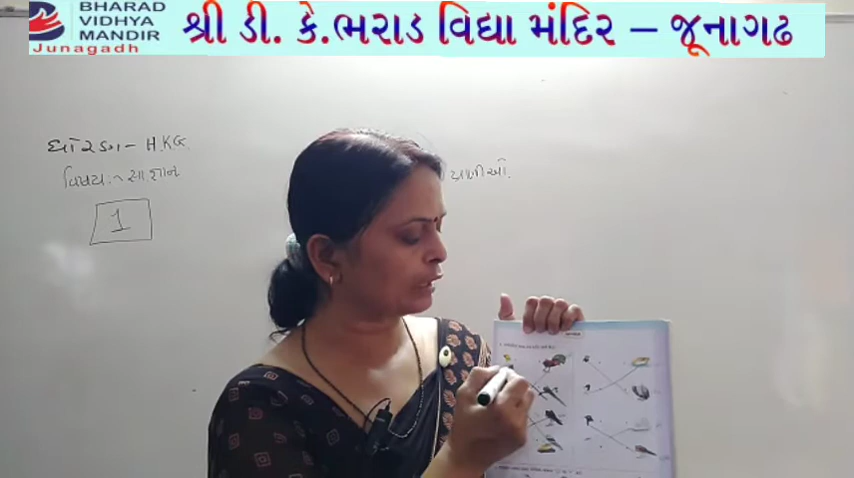 BHARAD
VIDHYA
MANDIR
Junagadh
શ્રી ડી. કે.ભરાડ વિદ્યા મંદિર – જૂનાગઢ
ધોરણ - H.KG.
વિષય :- સા.જ્ઞાન
1